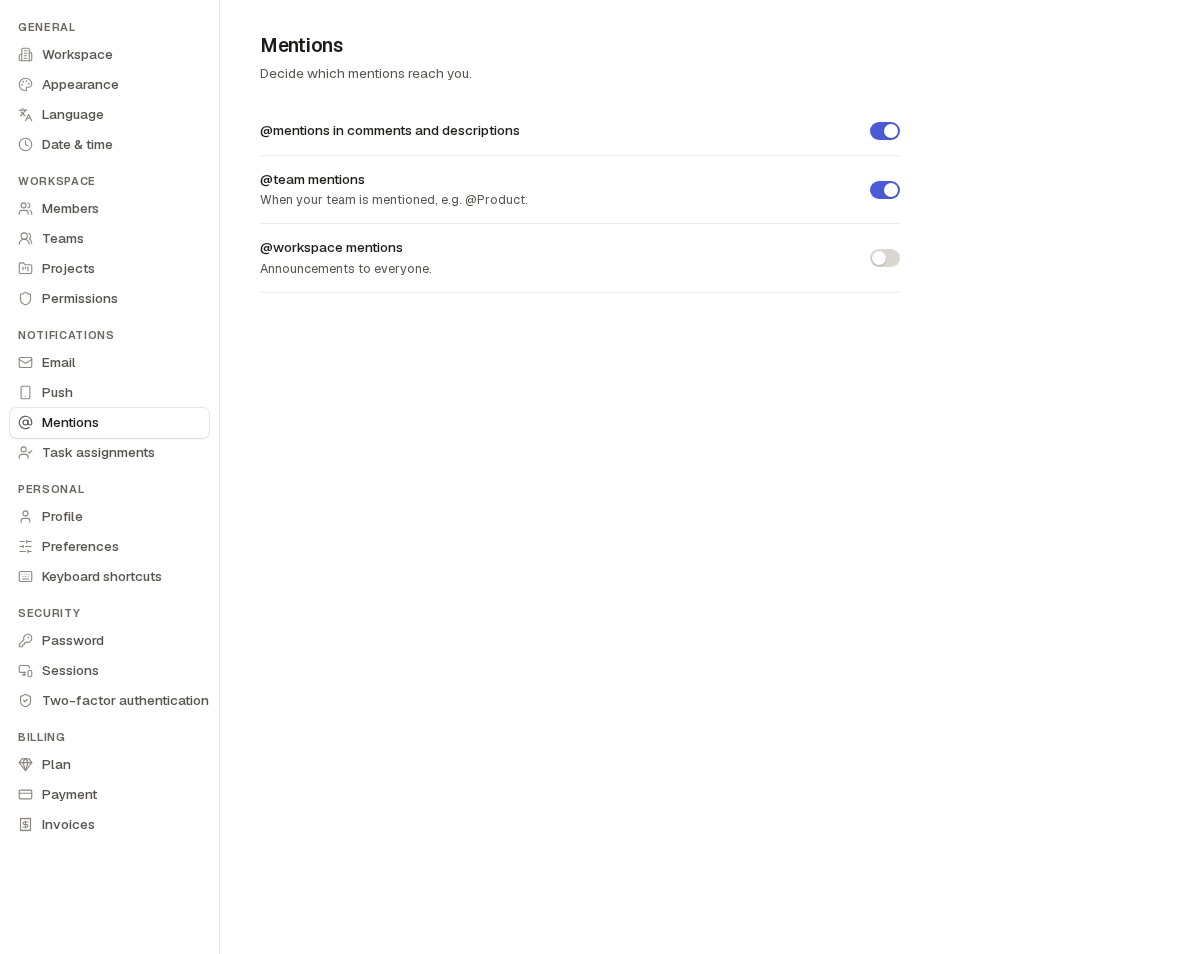 GENERAL
Workspace
Appearance
Language
Date & time
WORKSPACE
Members
Teams
Projects
Permissions
NOTIFICATIONS
Email
Push
Mentions
Task assignments
PERSONAL
Profile
Preferences
Keyboard shortcuts
SECURITY
Password
Sessions
Two-factor authentication
BILLING
Plan
Payment
Invoices
Mentions
Decide which mentions reach you.
@mentions in comments and descriptions
@team mentions
When your team is mentioned, e.g. @Product.
@workspace mentions
Announcements to everyone.